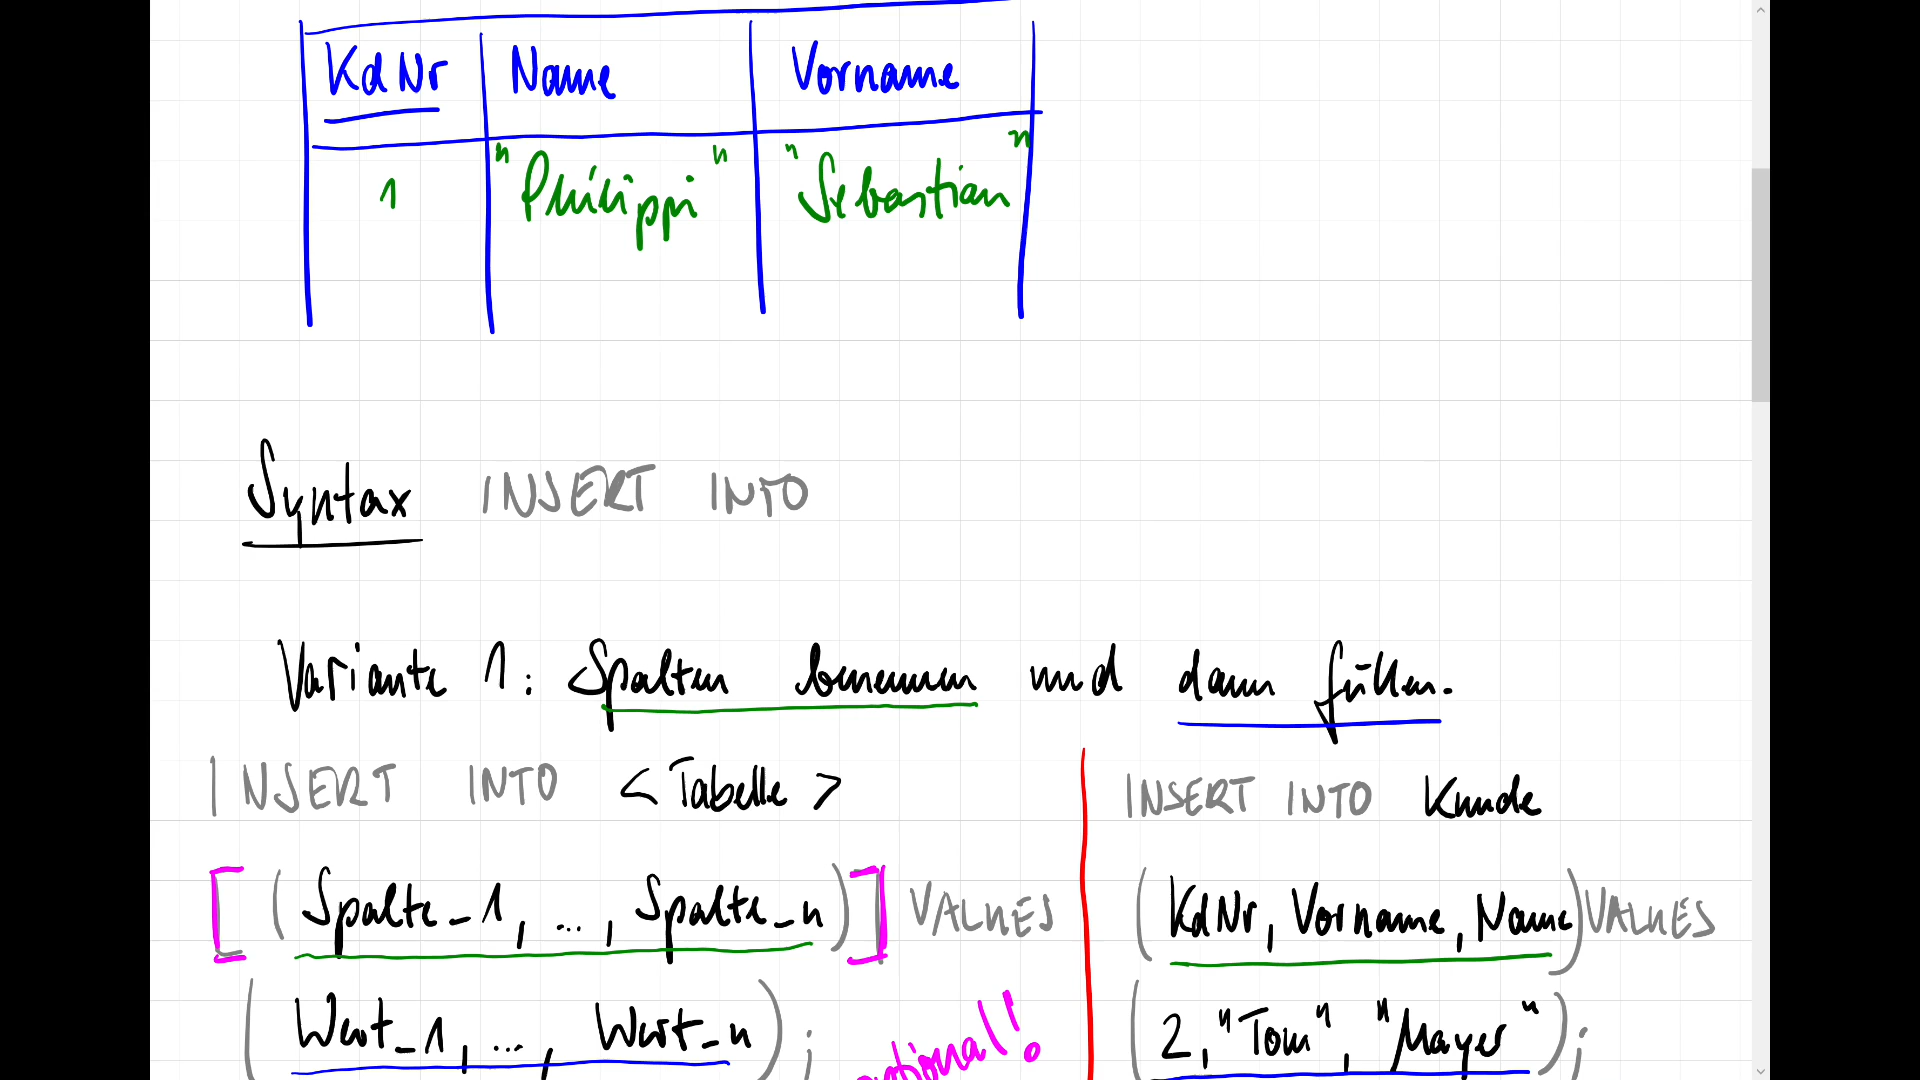 KdNr Name Vorname
1 "Philippi" "Sebastian"
Syntax INSERT INTO
Variante 1: Spalten benennen und dann füllen.
INSERT INTO <Tabelle>
[(Spalte_1, ..., Spalte_n)] VALUES
(Wert_1, ..., Wert_n);
optional!
INSERT INTO Kunde
(KdNr, Vorname, Name) VALUES
(2, "Tom", "Mayer");